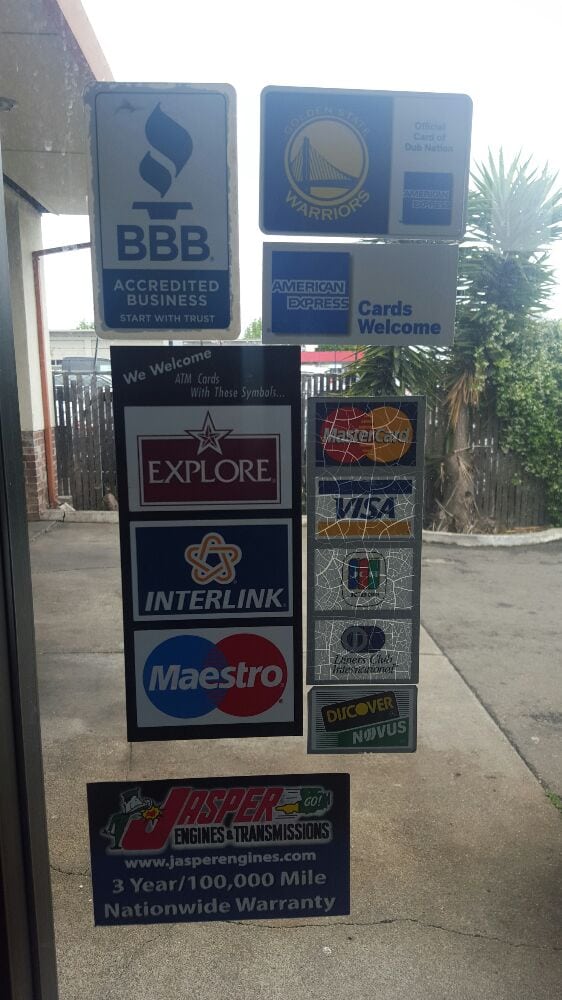 BBB
ACCREDITED
BUSINESS
START WITH TRUST
GOLDEN STATE
WARRIORS
Official
Card of
Dub Nation
AMERICAN
EXPRESS
AMERICAN
EXPRESS
Cards
Welcome
We Welcome
ATM Cards
With These Symbols...
EXPLORE
INTERLINK
Maestro
MasterCard
VISA
JCB
Diners Club
International
DISCOVER
NOVUS
JASPER
GO!
ENGINES & TRANSMISSIONS
www.jasperengines.com
3 Year/100,000 Mile
Nationwide Warranty